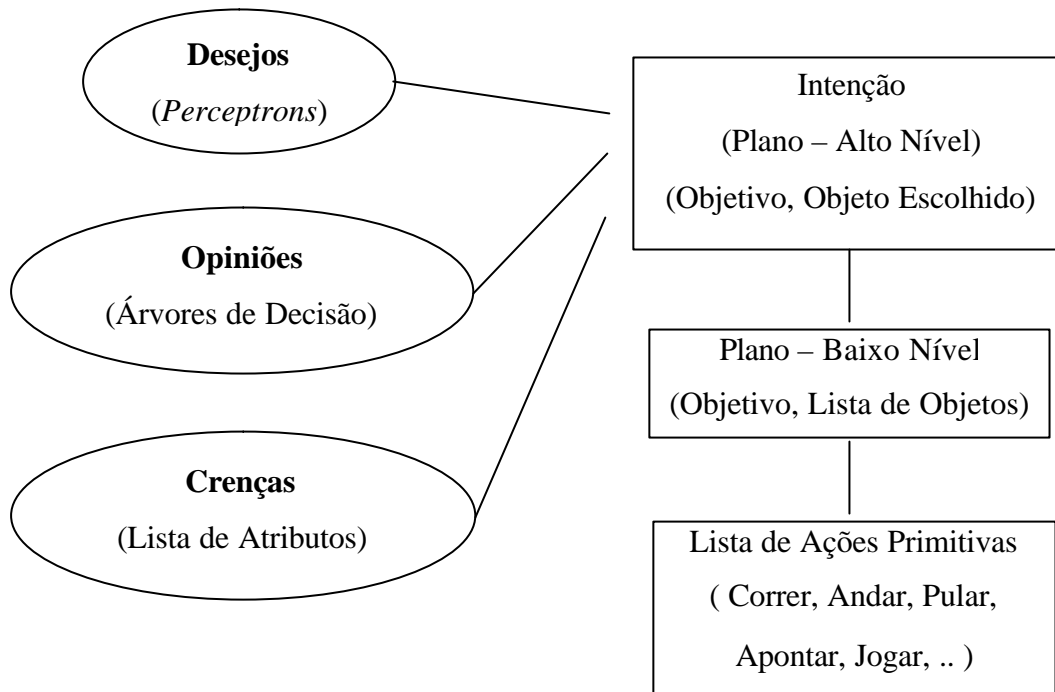 Desejos
(Perceptrons)
Opiniões
(Árvores de Decisão)
Crenças
(Lista de Atributos)
Intenção
(Plano – Alto Nível)
(Objetivo, Objeto Escolhido)
Plano – Baixo Nível
(Objetivo, Lista de Objetos)
Lista de Ações Primitivas
( Correr, Andar, Pular,
Apontar, Jogar, .. )